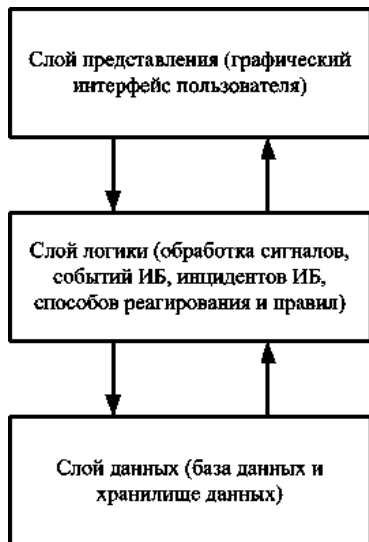 Слой представления (графический
интерфейс пользователя)
Слой логики (обработка сигналов,
событий ИБ, инцидентов ИБ,
способов реагирования и правил)
Слой данных (база данных и
хранилище данных)